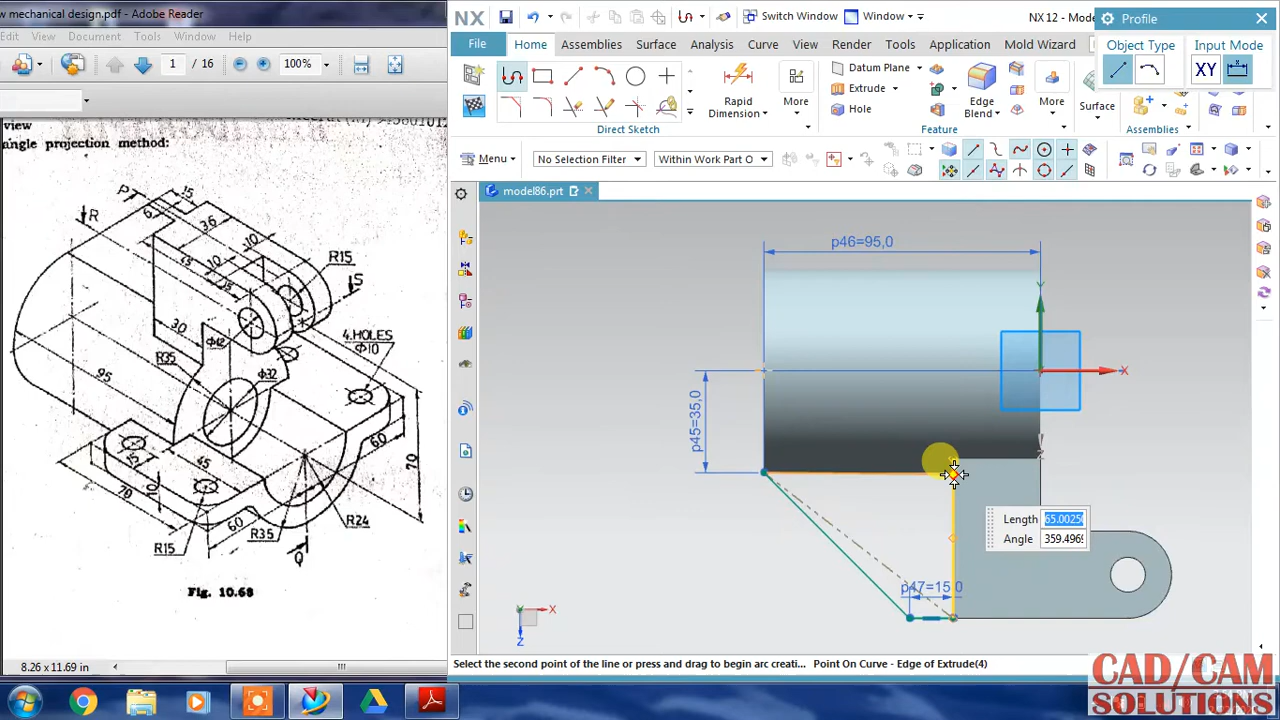 w mechanical design.pdf - Adobe Reader
Edit View Document Tools Window Help
1 / 16 100%
view
angle projection method:
P
15
6
R
36
10
10
45
15
R15
S
30
Φ42
4.HOLES
Φ10
R35
Φ32
95
60
70
15
45
10
70
R24
60
R35
R15
Q
Fig. 10.68
8.26 x 11.69 in
NX
Switch Window
Window
NX 12 - Mode
File Home Assemblies Surface Analysis Curve View Render Tools Application Mold Wizard
Rapid
Dimension
More
Direct Sketch
Datum Plane
Extrude
Hole
Edge
Blend
More
Feature
Surface
Assemblies
Profile
Object Type Input Mode
XY
Menu
No Selection Filter
Within Work Part O
model86.prt
p46=95,0
Y
X
p45=35,0
Length
Angle 359.496
p47=15,0
X
Z
Select the second point of the line or press and drag to begin arc creati... Point On Curve - Edge of Extrude(4)
CAD/CAM
SOLUTIONS